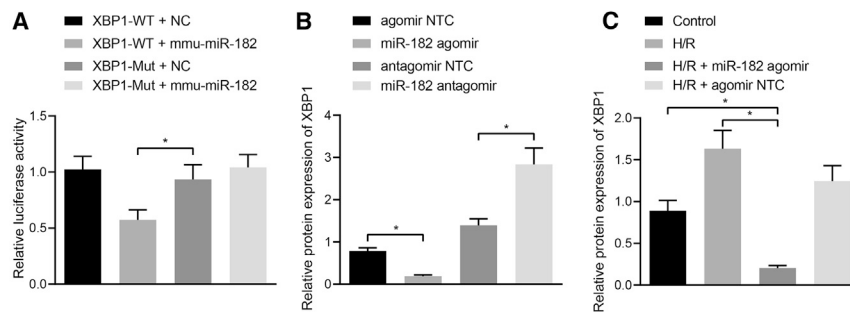 A
XBP1-WT + NC
XBP1-WT + mmu-miR-182
XBP1-Mut + NC
XBP1-Mut + mmu-miR-182
Relative luciferase activity
1.5
1.0
0.5
0.0
*
B
agomir NTC
miR-182 agomir
antagomir NTC
miR-182 antagomir
Relative protein expression of XBP1
4
3
2
1
0
*
*
C
Control
H/R
H/R + miR-182 agomir
H/R + agomir NTC
Relative protein expression of XBP1
2.0
1.5
1.0
0.5
0.0
*
*